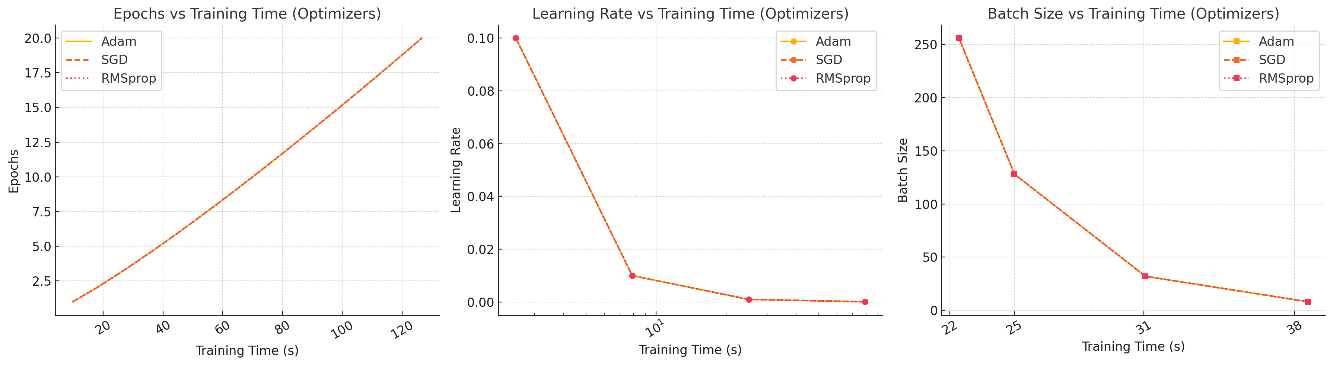 Epochs vs Training Time (Optimizers)
Adam
SGD
RMSprop
20.0
17.5
15.0
12.5
10.0
7.5
5.0
2.5
Epochs
20
40
60
80
100
120
Training Time (s)
Learning Rate vs Training Time (Optimizers)
Adam
SGD
RMSprop
0.10
0.08
0.06
0.04
0.02
0.00
Learning Rate
10¹
Training Time (s)
Batch Size vs Training Time (Optimizers)
Adam
SGD
RMSprop
250
200
150
100
50
0
Batch Size
22
25
31
38
Training Time (s)